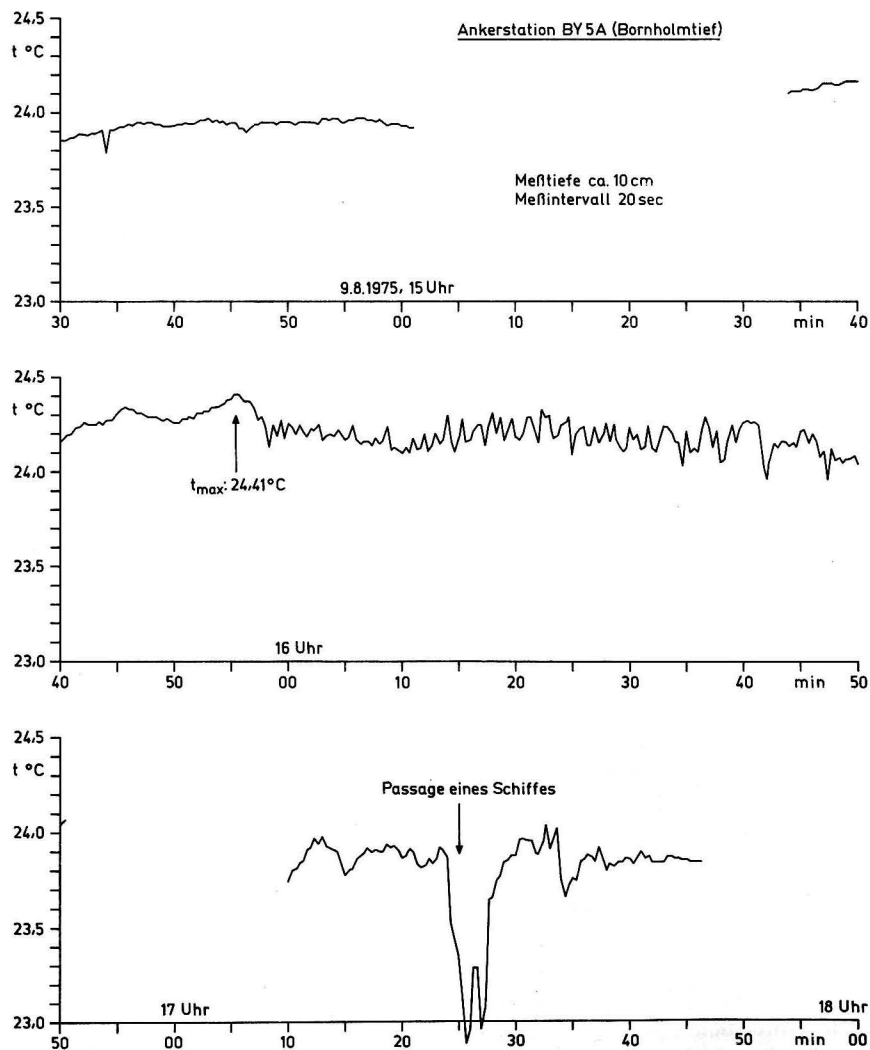 Ankerstation BY 5A (Bornholmtief)
24,5
t °C
24,0
23,5
23,0
Meßtiefe ca. 10 cm
Meßintervall 20 sec
9.8.1975, 15 Uhr
30 40 50 00 10 20 30 min 40
24,5
t °C
24,0
23,5
23,0
tmax: 24,41°C
16 Uhr
40 50 00 10 20 30 40 min 50
24,5
t °C
24,0
23,5
23,0
Passage eines Schiffes
17 Uhr
18 Uhr
50 00 10 20 30 40 50 min 00